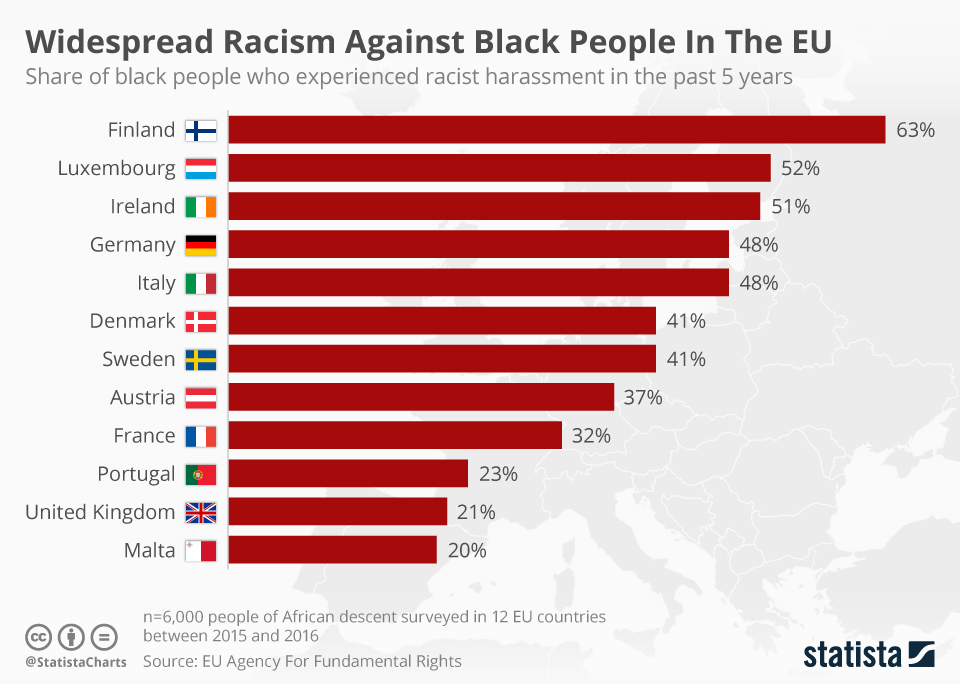 Widespread Racism Against Black People In The EU
Share of black people who experienced racist harassment in the past 5 years
Finland 63%
Luxembourg 52%
Ireland 51%
Germany 48%
Italy 48%
Denmark 41%
Sweden 41%
Austria 37%
France 32%
Portugal 23%
United Kingdom 21%
Malta 20%
n=6,000 people of African descent surveyed in 12 EU countries
between 2015 and 2016
cc
@StatistaCharts Source: EU Agency For Fundamental Rights
statista